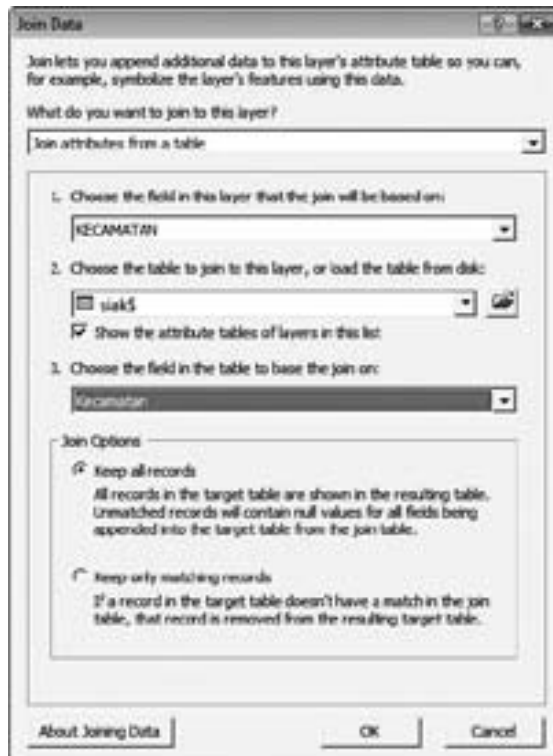 Join Data
Join lets you append additional data to this layer's attribute table so you can,
for example, symbolize the layer's features using this data.
What do you want to join to this layer?
Join attributes from a table
1. Choose the field in this layer that the join will be based on:
KECAMATAN
2. Choose the table to join to this layer, or load the table from disk:
siak$
Show the attribute tables of layers in this list
3. Choose the field in the table to base the join on:
Kecamatan
Join Options
Keep all records
All records in the target table are shown in the resulting table.
Unmatched records will contain null values for all fields being
appended into the target table from the join table.
Keep only matching records
If a record in the target table doesn't have a match in the join
table, that record is removed from the resulting target table.
About Joining Data
OK
Cancel